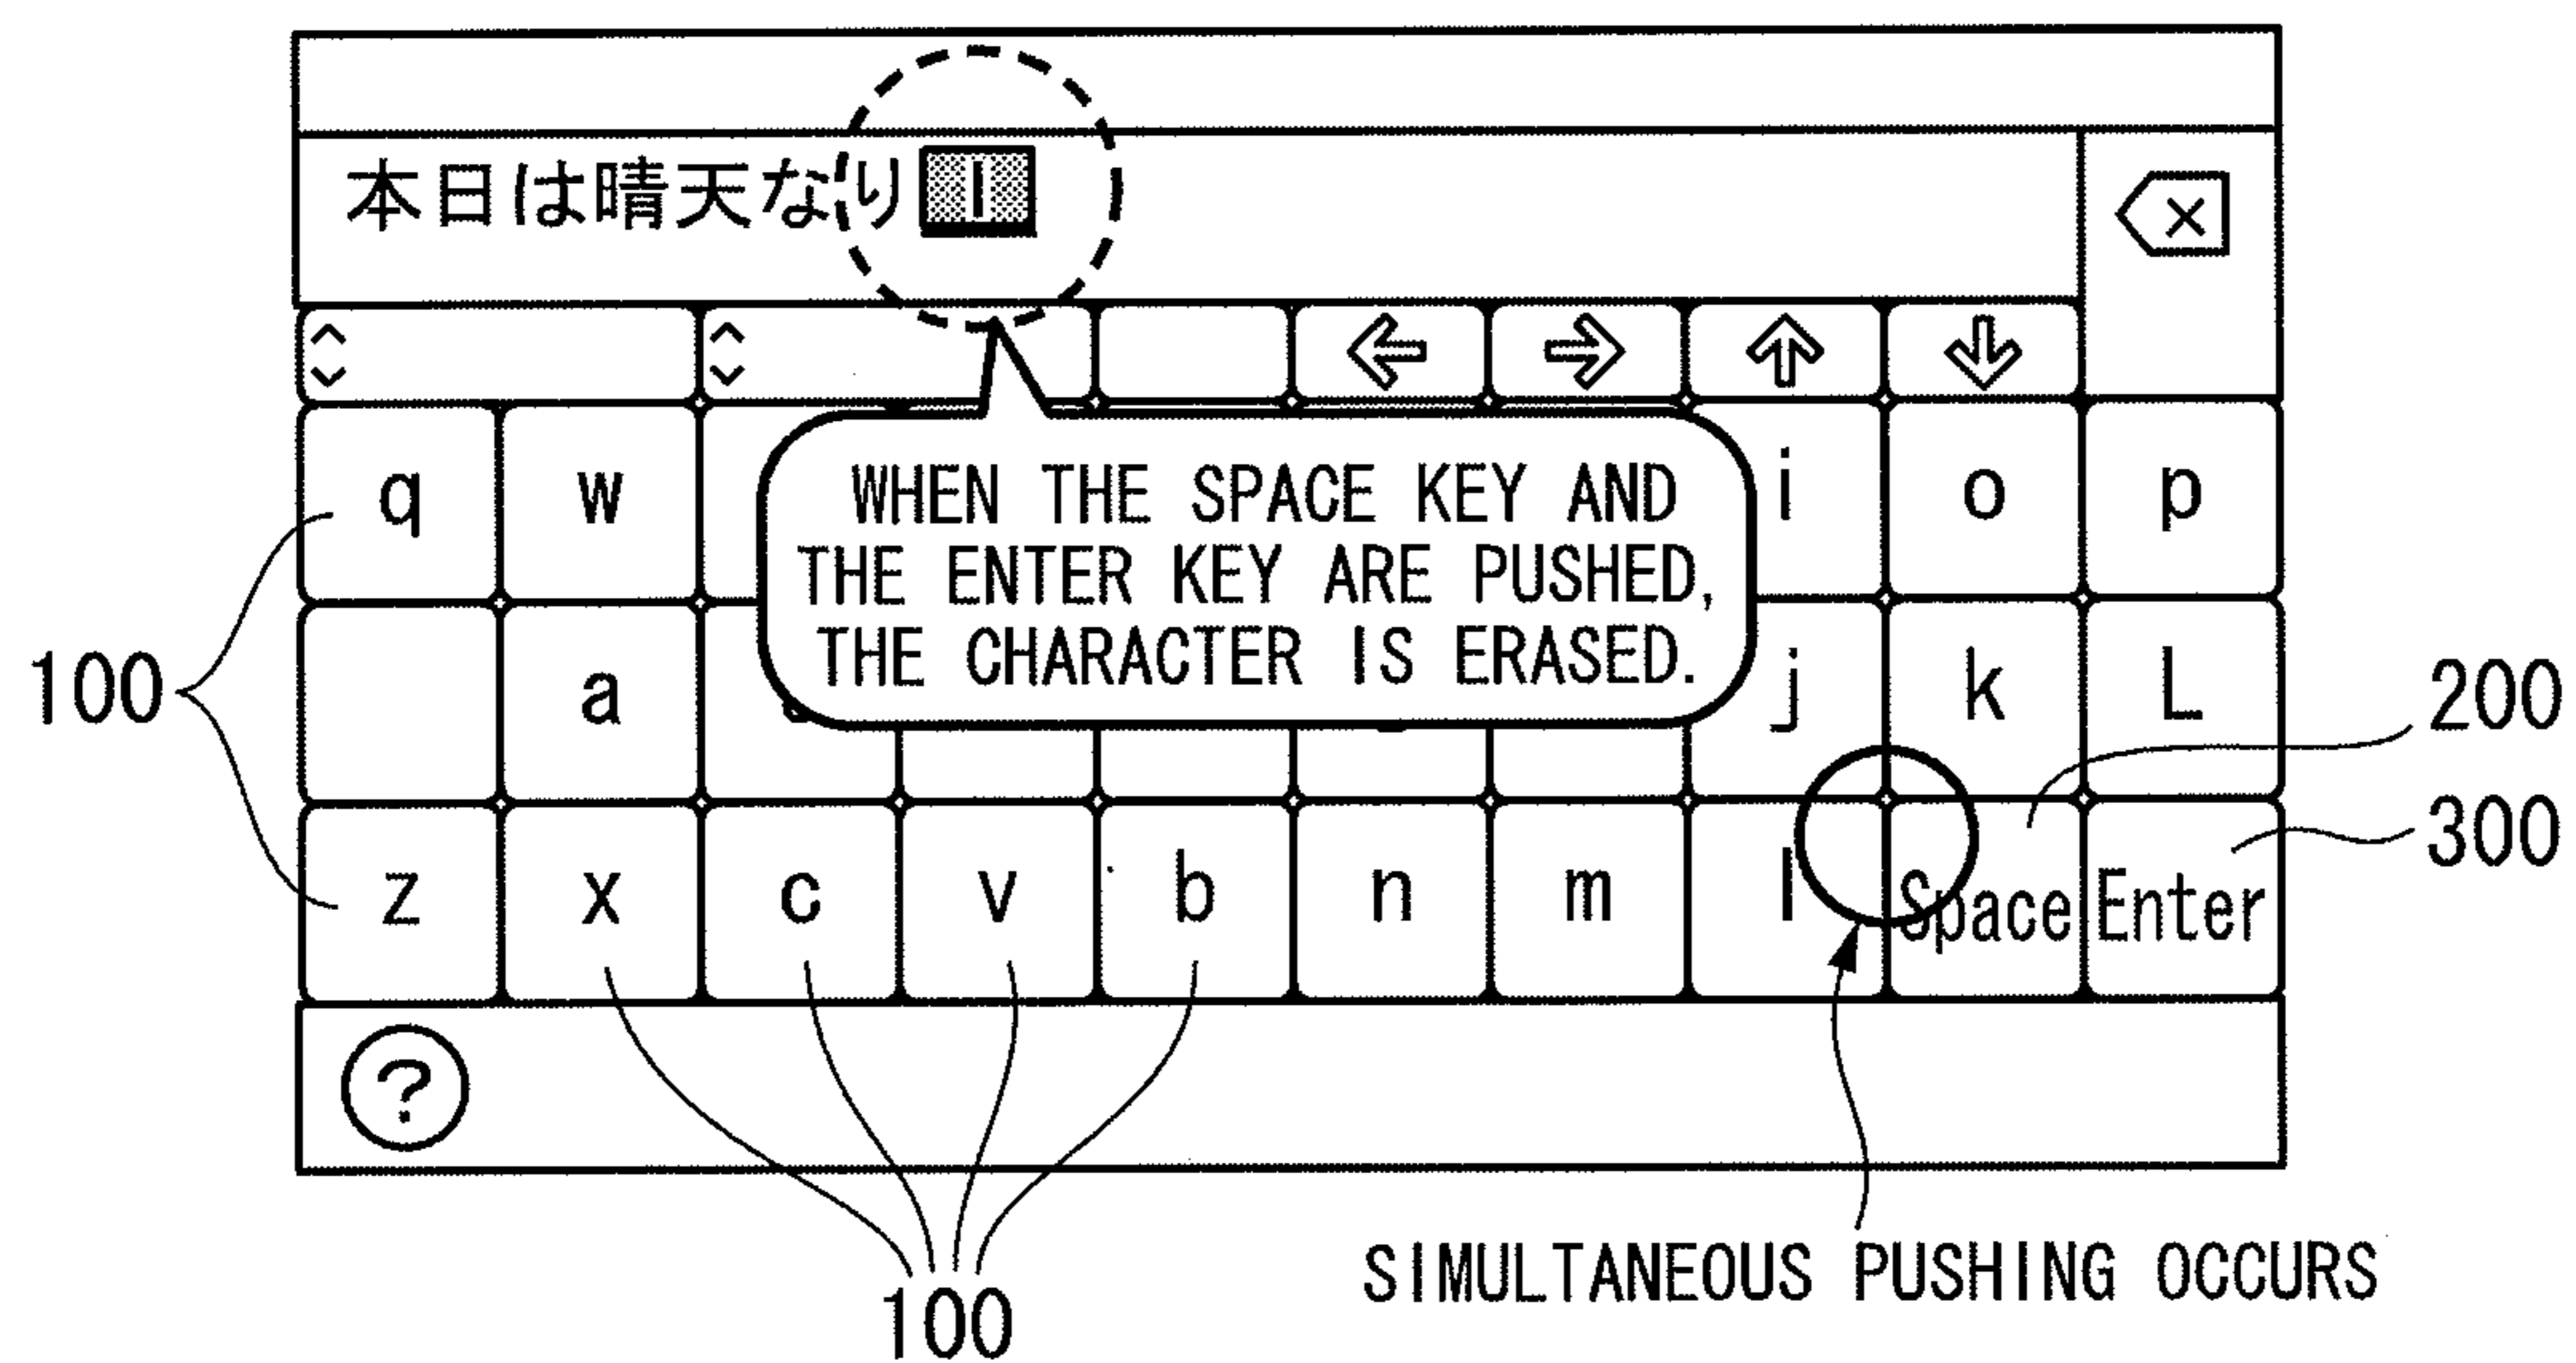 本日は晴天なり|
q w i o p
WHEN THE SPACE KEY AND
THE ENTER KEY ARE PUSHED,
THE CHARACTER IS ERASED.
a j k L
100
200
300
z x c v b n m | Space Enter
?
100
SIMULTANEOUS PUSHING OCCURS